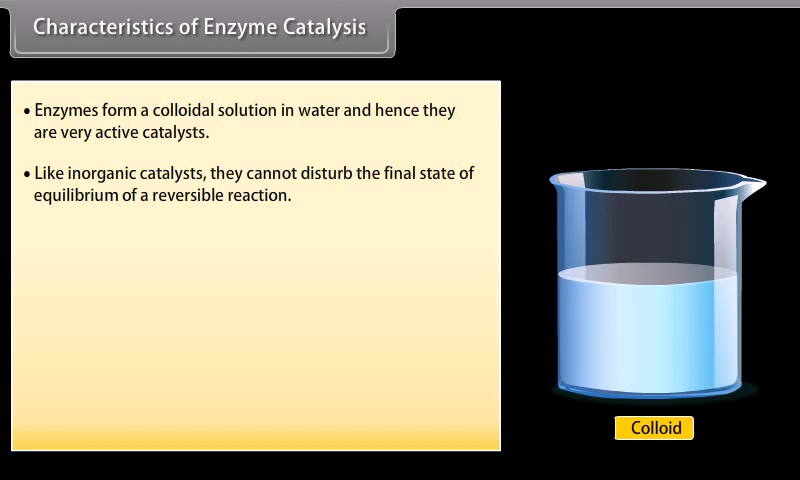 Characteristics of Enzyme Catalysis
• Enzymes form a colloidal solution in water and hence they
are very active catalysts.
• Like inorganic catalysts, they cannot disturb the final state of
equilibrium of a reversible reaction.
Colloid